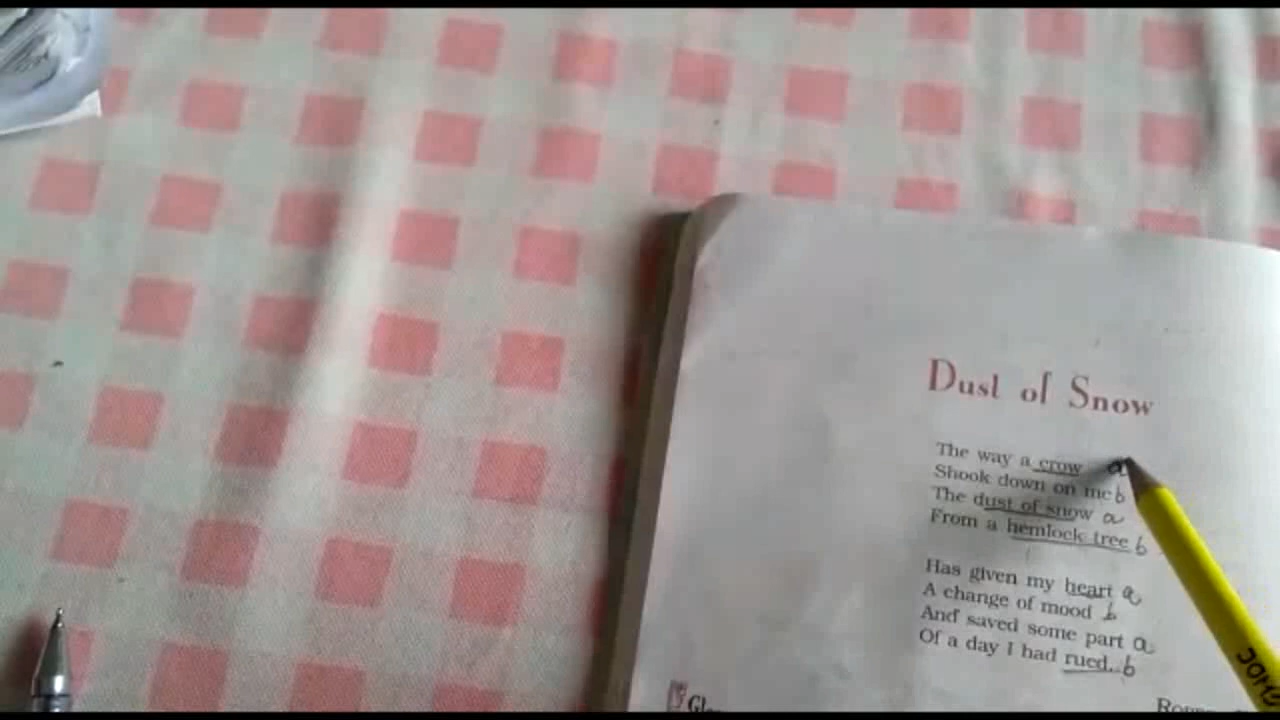 Dust of Snow
The way a crow a
Shook down on me b
The dust of snow a
From a hemlock tree b
Has given my heart a
A change of mood b
And saved some part a
Of a day I had rued. b